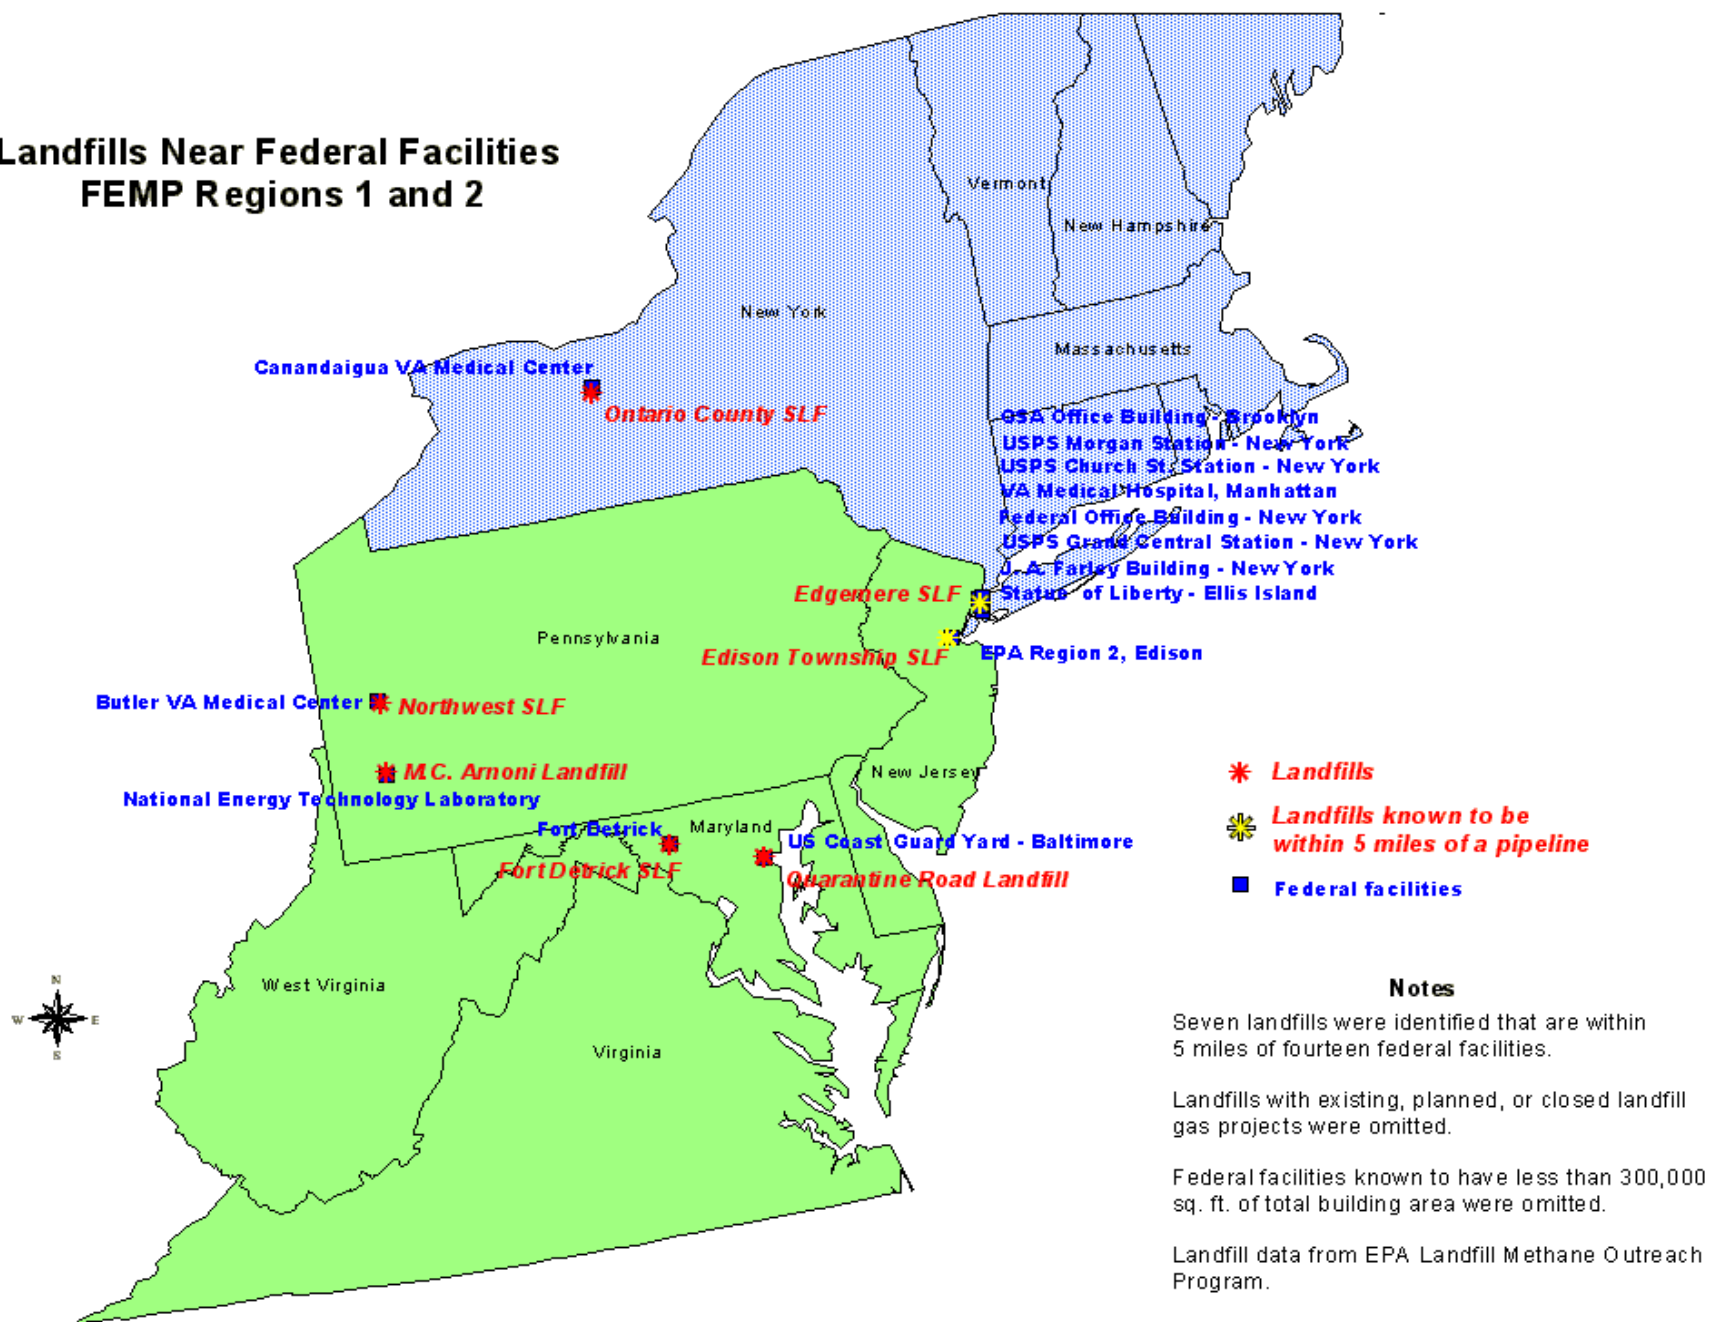 Landfills Near Federal Facilities
FEMP Regions 1 and 2
Vermont
New Hampshire
New York
Massachusetts
Canandaigua VA Medical Center
Ontario County SLF
GSA Office Building - Brooklyn
USPS Morgan Station - New York
USPS Church St. Station - New York
VA Medical Hospital, Manhattan
Federal Office Building - New York
USPS Grand Central Station - New York
J. A. Farley Building - New York
Edgemere SLF
Statue of Liberty - Ellis Island
Pennsylvania
Edison Township SLF
EPA Region 2, Edison
Butler VA Medical Center
Northwest SLF
M.C. Arnoni Landfill
National Energy Technology Laboratory
New Jersey
Fort Detrick
Maryland
US Coast Guard Yard - Baltimore
Fort Detrick SLF
Quarantine Road Landfill
West Virginia
Virginia
N
W
E
S
Landfills
Landfills known to be
within 5 miles of a pipeline
Federal facilities
Notes
Seven landfills were identified that are within
5 miles of fourteen federal facilities.
Landfills with existing, planned, or closed landfill
gas projects were omitted.
Federal facilities known to have less than 300,000
sq. ft. of total building area were omitted.
Landfill data from EPA Landfill Methane Outreach
Program.